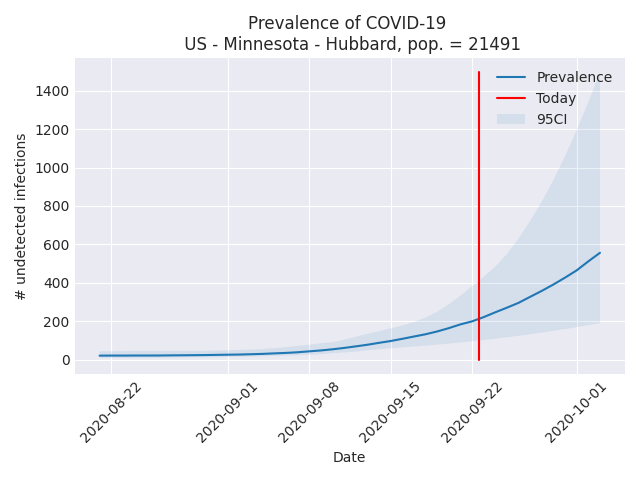 Prevalence of COVID-19
US - Minnesota - Hubbard, pop. = 21491
Prevalence
Today
95CI
# undetected infections
1400
1200
1000
800
600
400
200
0
2020-08-22
2020-09-01
2020-09-08
2020-09-15
2020-09-22
2020-10-01
Date